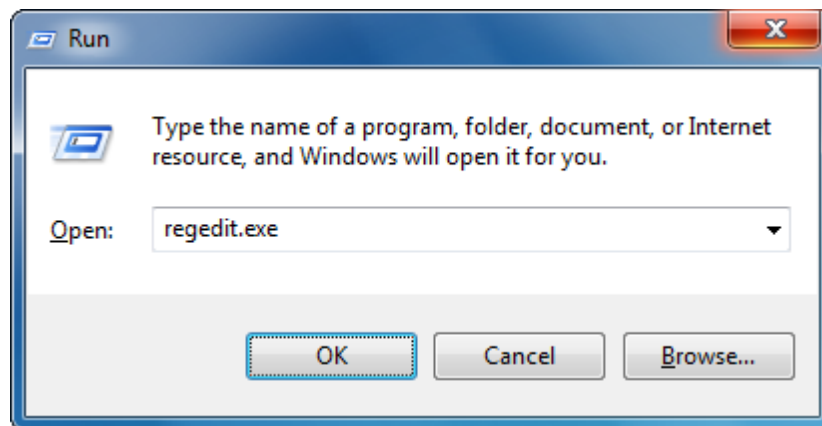 Run
Type the name of a program, folder, document, or Internet
resource, and Windows will open it for you.
Open: regedit.exe
OK Cancel Browse...